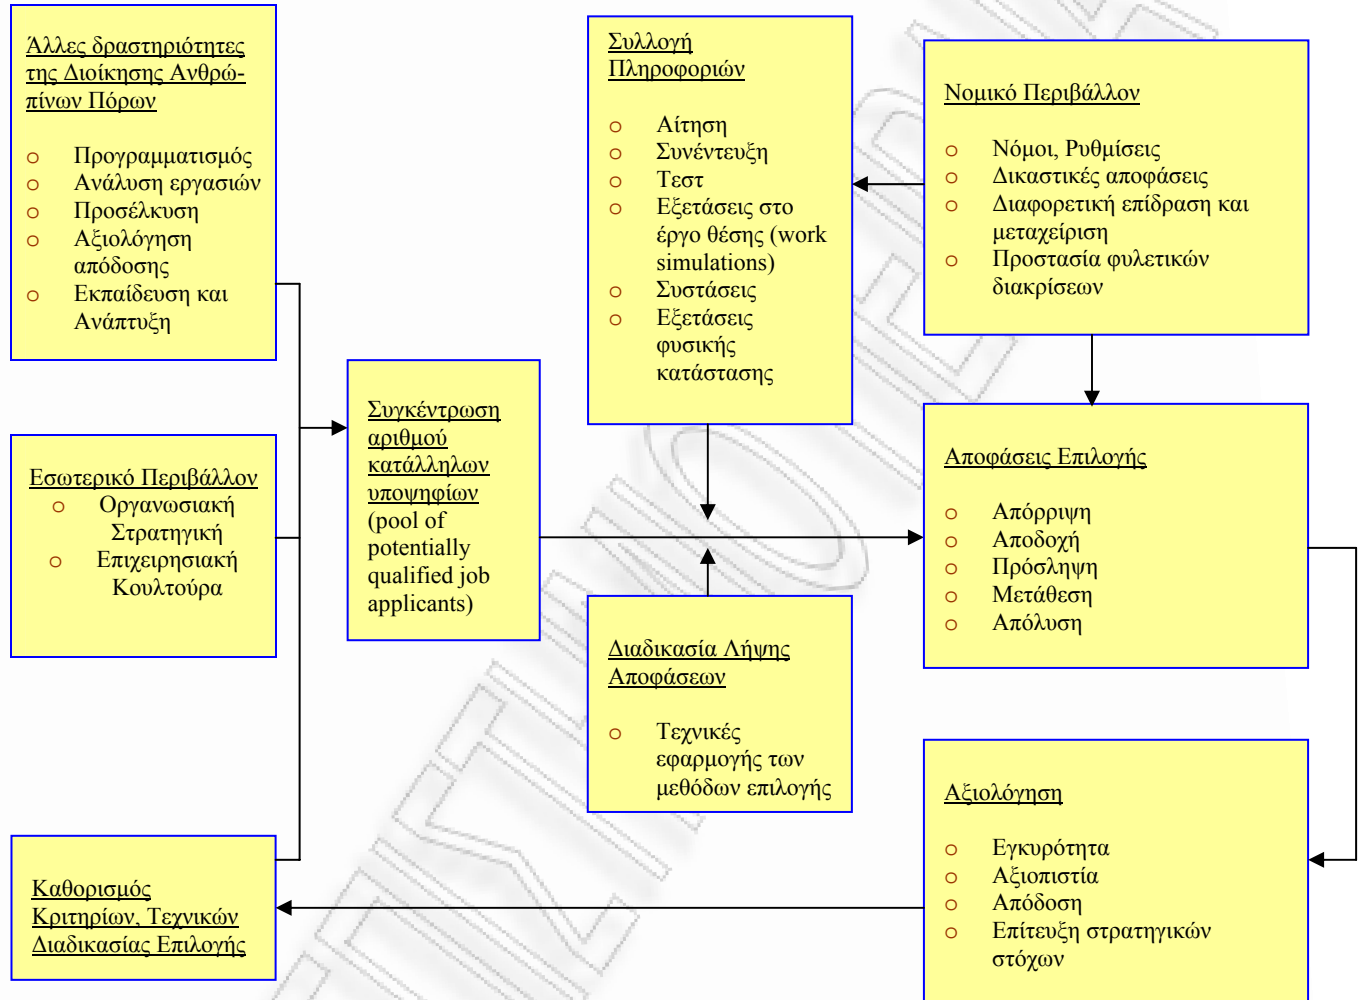 Άλλες δραστηριότητες
της Διοίκησης Ανθρώ-
πίνων Πόρων
o Προγραμματισμός
o Ανάλυση εργασιών
o Προσέλκυση
o Αξιολόγηση
απόδοσης
o Εκπαίδευση και
Ανάπτυξη
Εσωτερικό Περιβάλλον
o Οργανωσιακή
Στρατηγική
o Επιχειρησιακή
Κουλτούρα
Καθορισμός
Κριτηρίων, Τεχνικών
Διαδικασίας Επιλογής
Συγκέντρωση
αριθμού
κατάλληλων
υποψηφίων
(pool of
potentially
qualified job
applicants)
Συλλογή
Πληροφοριών
o Αίτηση
o Συνέντευξη
o Τεστ
o Εξετάσεις στο
έργο θέσης (work
simulations)
o Συστάσεις
o Εξετάσεις
φυσικής
κατάστασης
Διαδικασία Λήψης
Αποφάσεων
o Τεχνικές
εφαρμογής των
μεθόδων επιλογής
Νομικό Περιβάλλον
o Νόμοι, Ρυθμίσεις
o Δικαστικές αποφάσεις
o Διαφορετική επίδραση και
μεταχείριση
o Προστασία φυλετικών
διακρίσεων
Αποφάσεις Επιλογής
o Απόρριψη
o Αποδοχή
o Πρόσληψη
o Μετάθεση
o Απόλυση
Αξιολόγηση
o Εγκυρότητα
o Αξιοπιστία
o Απόδοση
o Επίτευξη στρατηγικών
στόχων